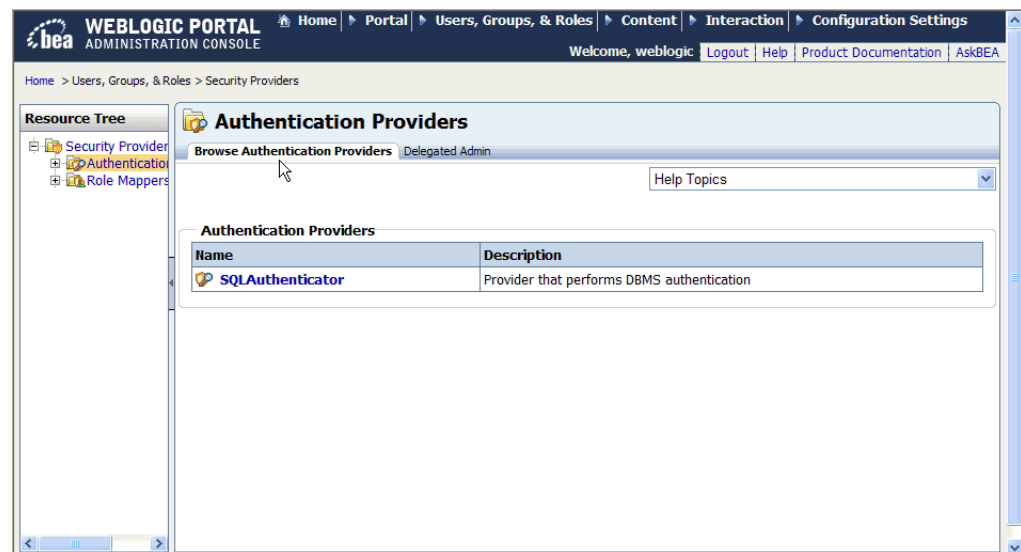 bea WEBLOGIC PORTAL
ADMINISTRATION CONSOLE
Home Portal Users, Groups, & Roles Content Interaction Configuration Settings
Welcome, weblogic Logout Help Product Documentation AskBEA
Home > Users, Groups, & Roles > Security Providers
Resource Tree
Security Provider
Authenticatio
Role Mappers
Authentication Providers
Browse Authentication Providers Delegated Admin
Help Topics
Authentication Providers
Name Description
SQLAuthenticator Provider that performs DBMS authentication